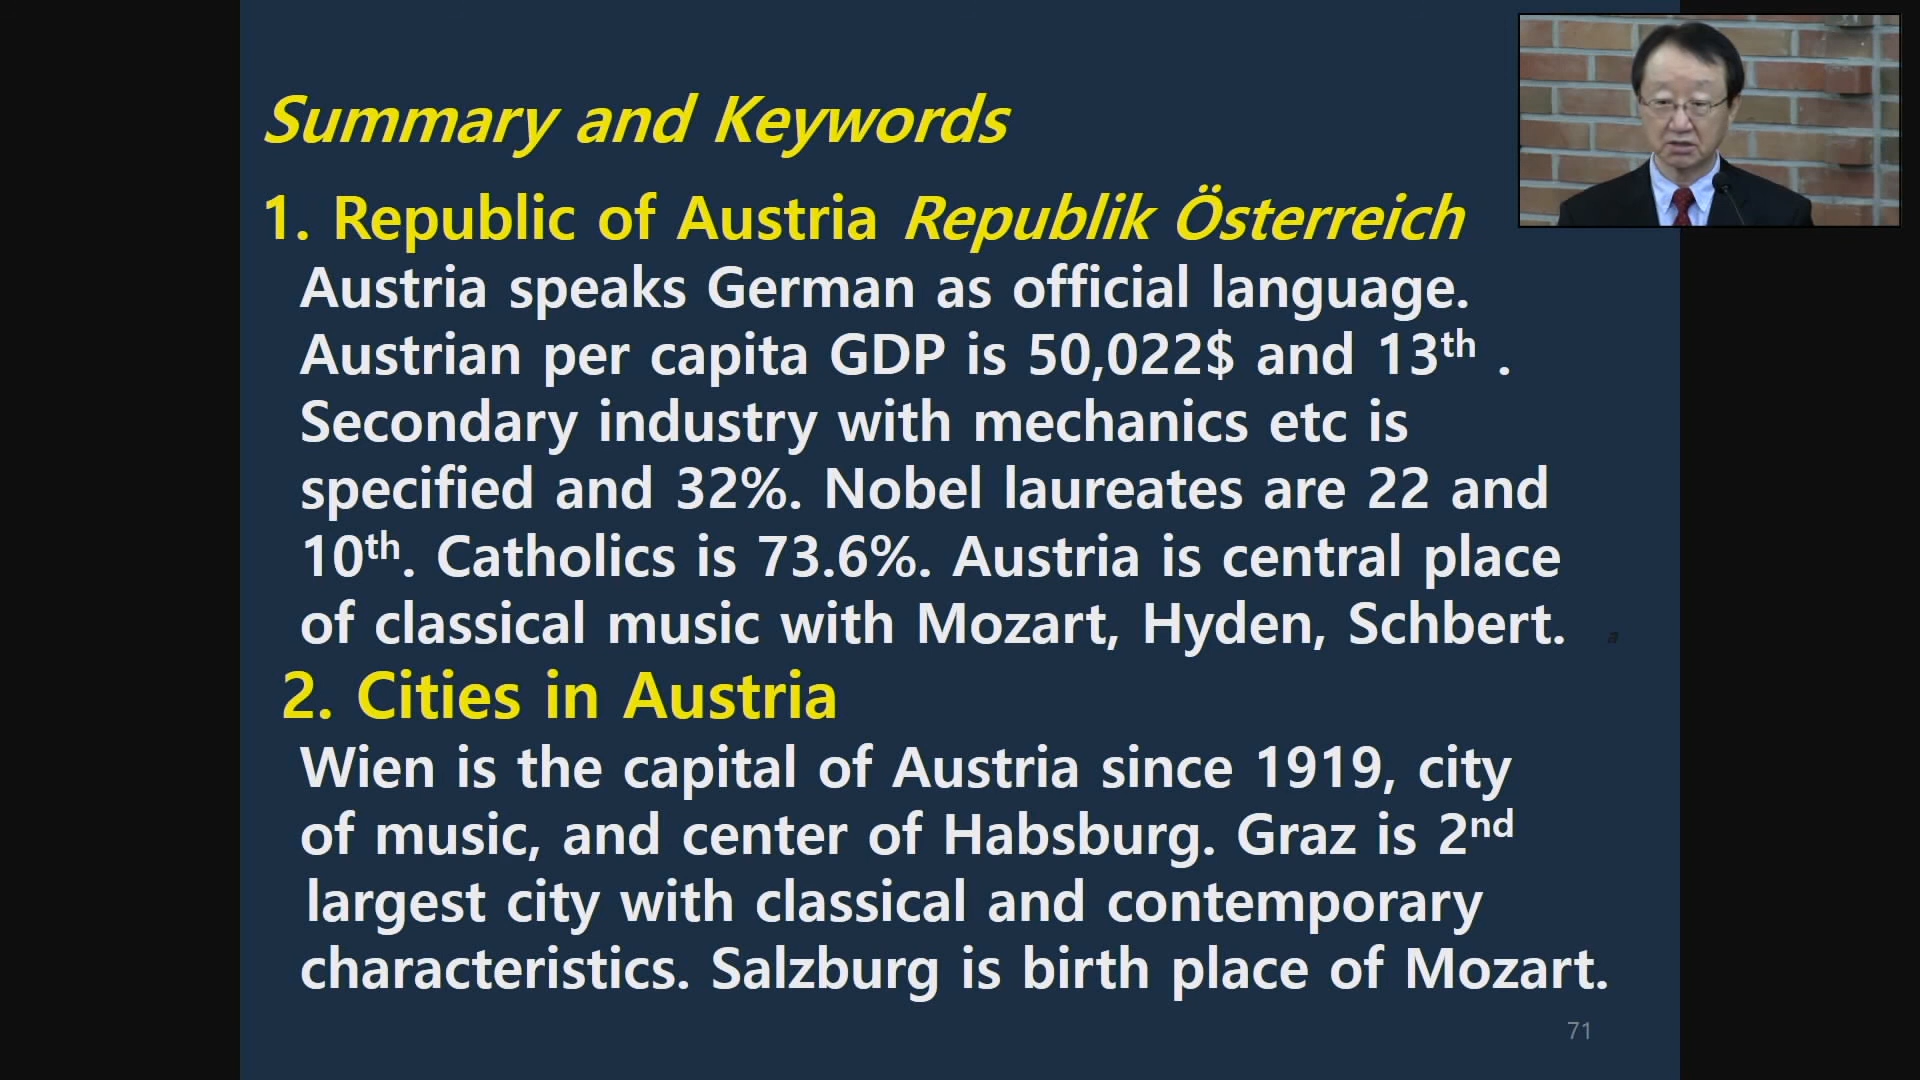 Summary and Keywords
1. Republic of Austria Republik Österreich
Austria speaks German as official language.
Austrian per capita GDP is 50,022$ and 13th .
Secondary industry with mechanics etc is
specified and 32%. Nobel laureates are 22 and
10th. Catholics is 73.6%. Austria is central place
of classical music with Mozart, Hyden, Schbert.
a
2. Cities in Austria
Wien is the capital of Austria since 1919, city
of music, and center of Habsburg. Graz is 2nd
largest city with classical and contemporary
characteristics. Salzburg is birth place of Mozart.
71